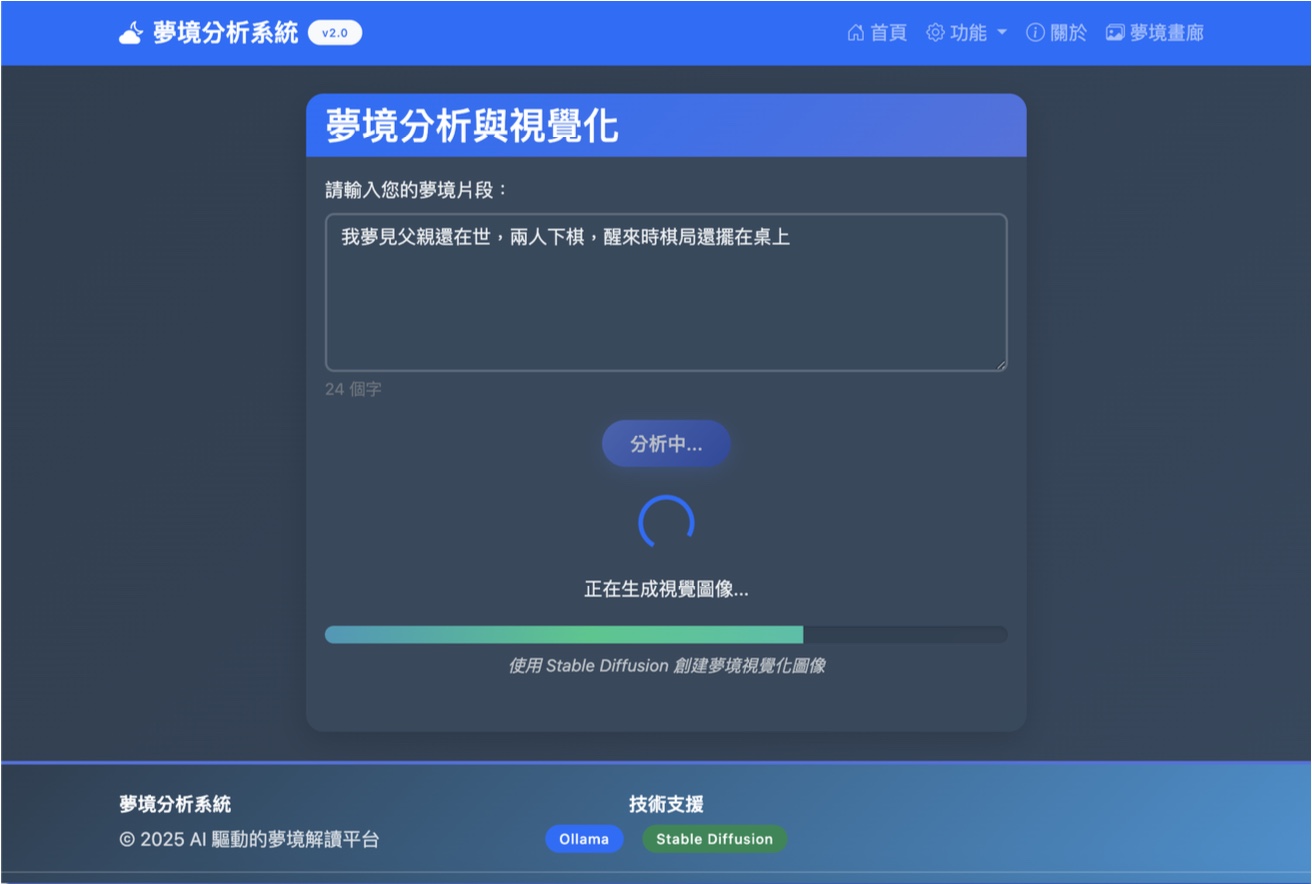 夢境分析系統 v2.0
首頁 功能 關於 夢境畫廊
夢境分析與視覺化
請輸入您的夢境片段：
我夢見父親還在世，兩人下棋，醒來時棋局還擺在桌上
24 個字
分析中...
正在生成視覺圖像...
使用 Stable Diffusion 創建夢境視覺化圖像
夢境分析系統
© 2025 AI 驅動的夢境解讀平台
技術支援
Ollama Stable Diffusion